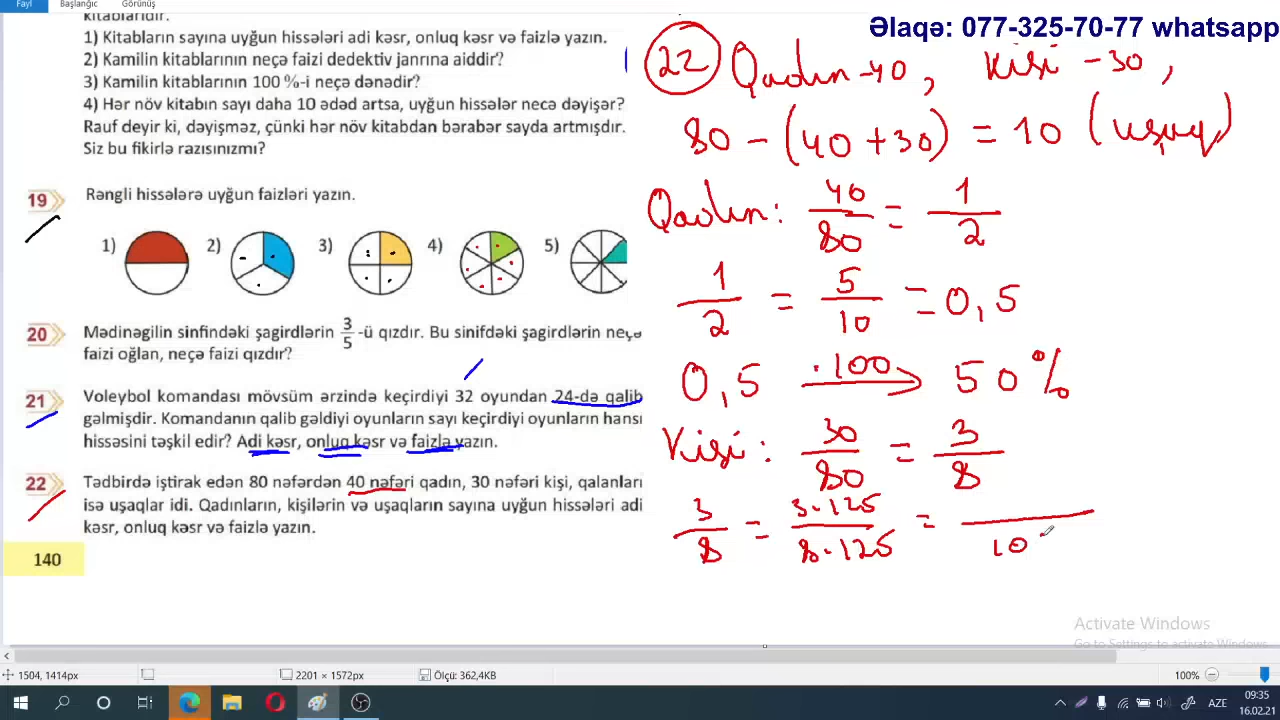 Fayl Başlanğıc Görünüş
Əlaqə: 077-325-70-77 whatsapp
kitablarıdır.
1) Kitabların sayına uyğun hissələri adi kəsr, onluq kəsr və faizlə yazın.
2) Kamilin kitablarının neçə faizi dedektiv janrına aiddir?
3) Kamilin kitablarının 100 %-i neçə dənədir?
4) Hər növ kitabın sayı daha 10 ədəd artsa, uyğun hissələr necə dəyişər?
Rauf deyir ki, dəyişməz, çünki hər növ kitabdan bərabər sayda artmışdır.
Siz bu fikirlə razısınızmı?
19 Rəngli hissələrə uyğun faizləri yazın.
1) 2) 3) 4) 5)
20 Mədinəgilin sinfindəki şagirdlərin 3/5 -ü qızdır. Bu sinifdəki şagirdlərin neçə
faizi oğlan, neçə faizi qızdır?
21 Voleybol komandası mövsüm ərzində keçirdiyi 32 oyundan 24-də qalib
gəlmişdir. Komandanın qalib gəldiyi oyunların sayı keçirdiyi oyunların hansı
hissəsini təşkil edir? Adi kəsr, onluq kəsr və faizlə yazın.
22 Tədbirdə iştirak edən 80 nəfərdən 40 nəfəri qadın, 30 nəfəri kişi, qalanları
isə uşaqlar idi. Qadınların, kişilərin və uşaqların sayına uyğun hissələri adi
kəsr, onluq kəsr və faizlə yazın.
140
22 Qadın - 40, Kişi - 30,
80 - (40 + 30) = 10 (uşaq)
Qadın: 40/80 = 1/2
1/2 = 5/10 = 0,5
0,5 ·100 → 50 %
Kişi: 30/80 = 3/8
3/8 = 3·125/8·125 = /10
Activate Windows
Go to Settings to activate Windows.
1504, 1414px 2201 × 1572px Ölçü: 362,4KB 100%
AZE 09:35
16.02.21